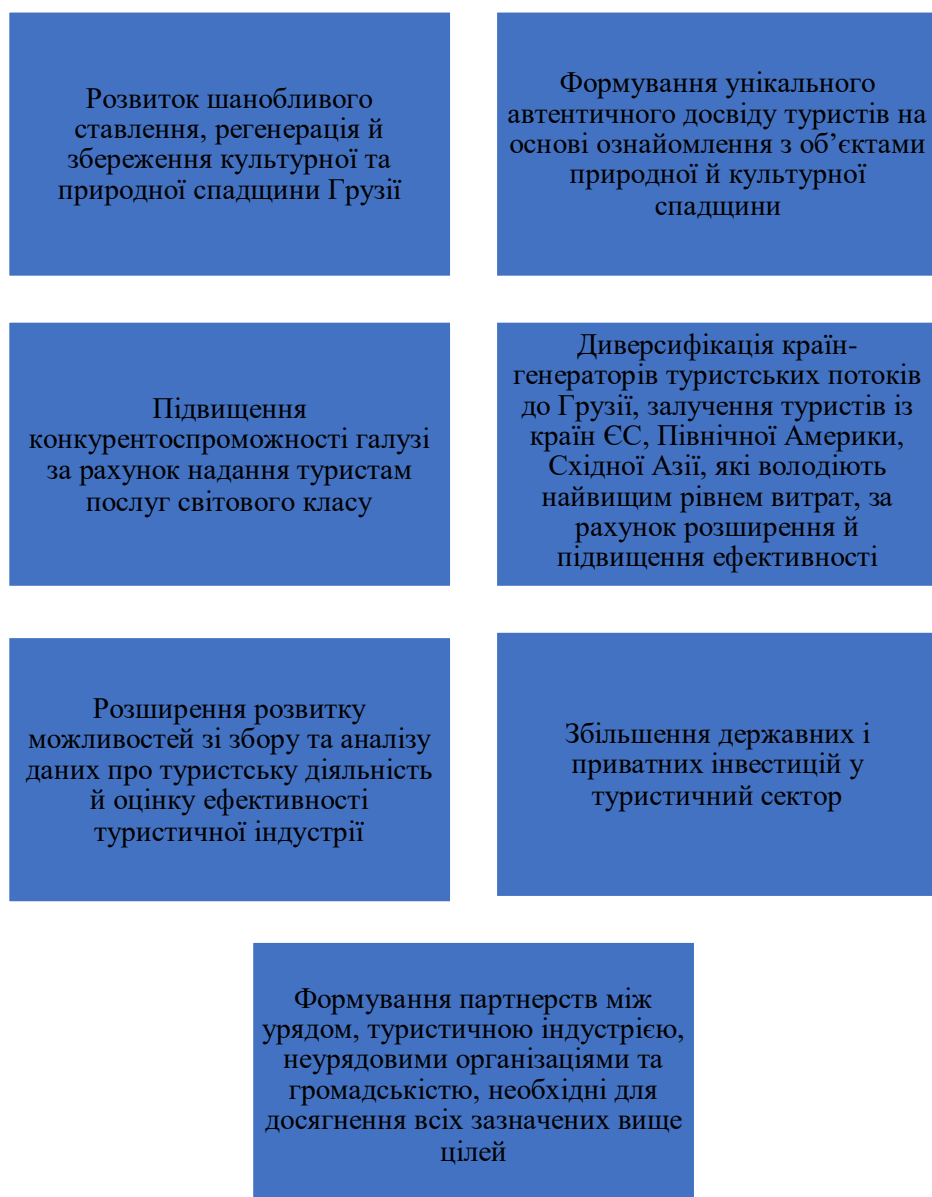 Розвиток шанобливого
ставлення, регенерація й
збереження культурної та
природної спадщини Грузії
Формування унікального
автентичного досвіду туристів на
основі ознайомлення з об’єктами
природної й культурної
спадщини
Підвищення
конкурентоспроможності галузі
за рахунок надання туристам
послуг світового класу
Диверсифікація країн-
генераторів туристських потоків
до Грузії, залучення туристів із
країн ЄС, Північної Америки,
Східної Азії, які володіють
найвищим рівнем витрат, за
рахунок розширення й
підвищення ефективності
Розширення розвитку
можливостей зі збору та аналізу
даних про туристську діяльність
й оцінку ефективності
туристичної індустрії
Збільшення державних і
приватних інвестицій у
туристичний сектор
Формування партнерств між
урядом, туристичною індустрією,
неурядовими організаціями та
громадськістю, необхідні для
досягнення всіх зазначених вище
цілей